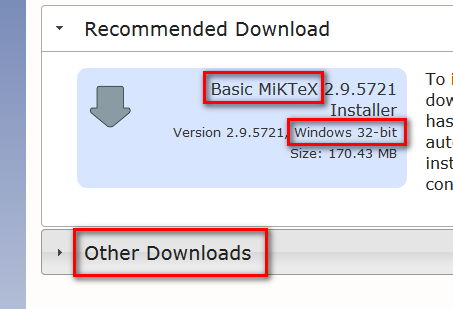 Recommended Download
Basic MiKTeX 2.9.5721
Installer
Version 2.9.5721, Windows 32-bit
Size: 170.43 MB
To i
dow
has
aut
inst
con
Other Downloads